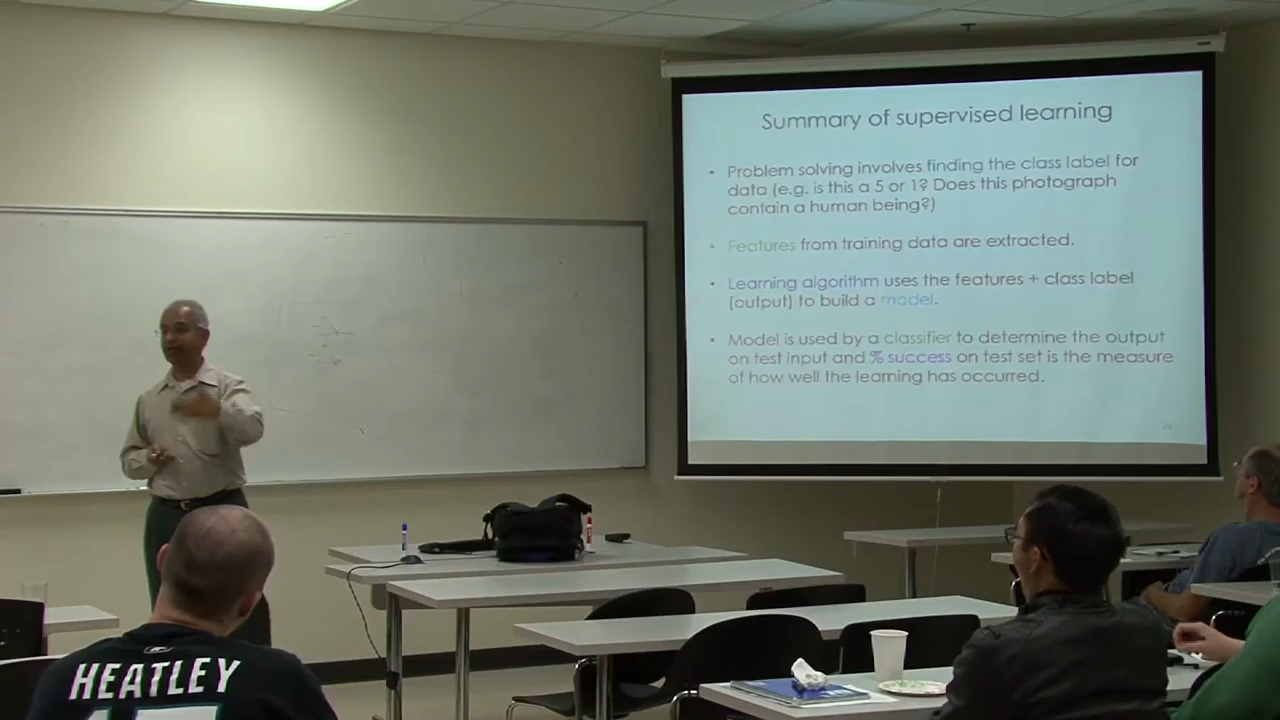 Summary of supervised learning
• Problem solving involves finding the class label for
data (e.g. is this a 5 or 1? Does this photograph
contain a human being?)
• Features from training data are extracted.
• Learning algorithm uses the features + class label
(output) to build a model.
• Model is used by a classifier to determine the output
on test input and % success on test set is the measure
of how well the learning has occurred.
HEATLEY